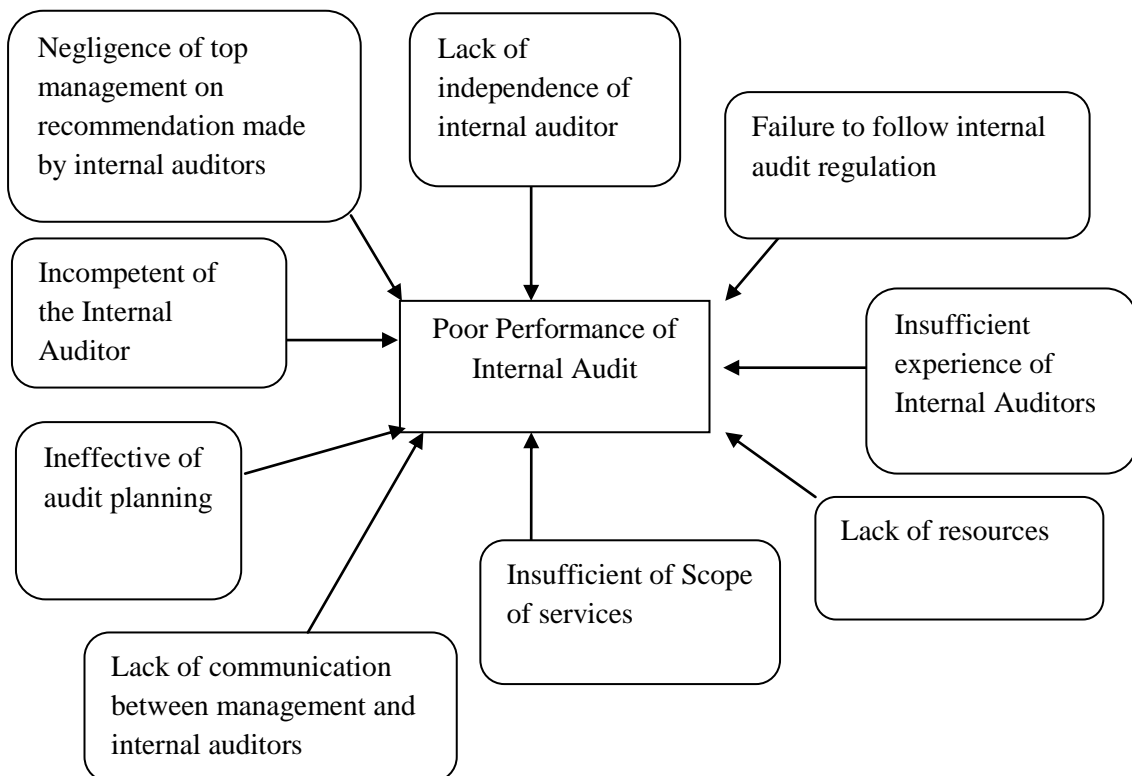 Negligence of top
management on
recommendation made
by internal auditors
Lack of
independence of
internal auditor
Failure to follow internal
audit regulation
Incompetent of
the Internal
Auditor
Poor Performance of
Internal Audit
Insufficient
experience of
Internal Auditors
Ineffective of
audit planning
Lack of resources
Insufficient of Scope
of services
Lack of communication
between management and
internal auditors